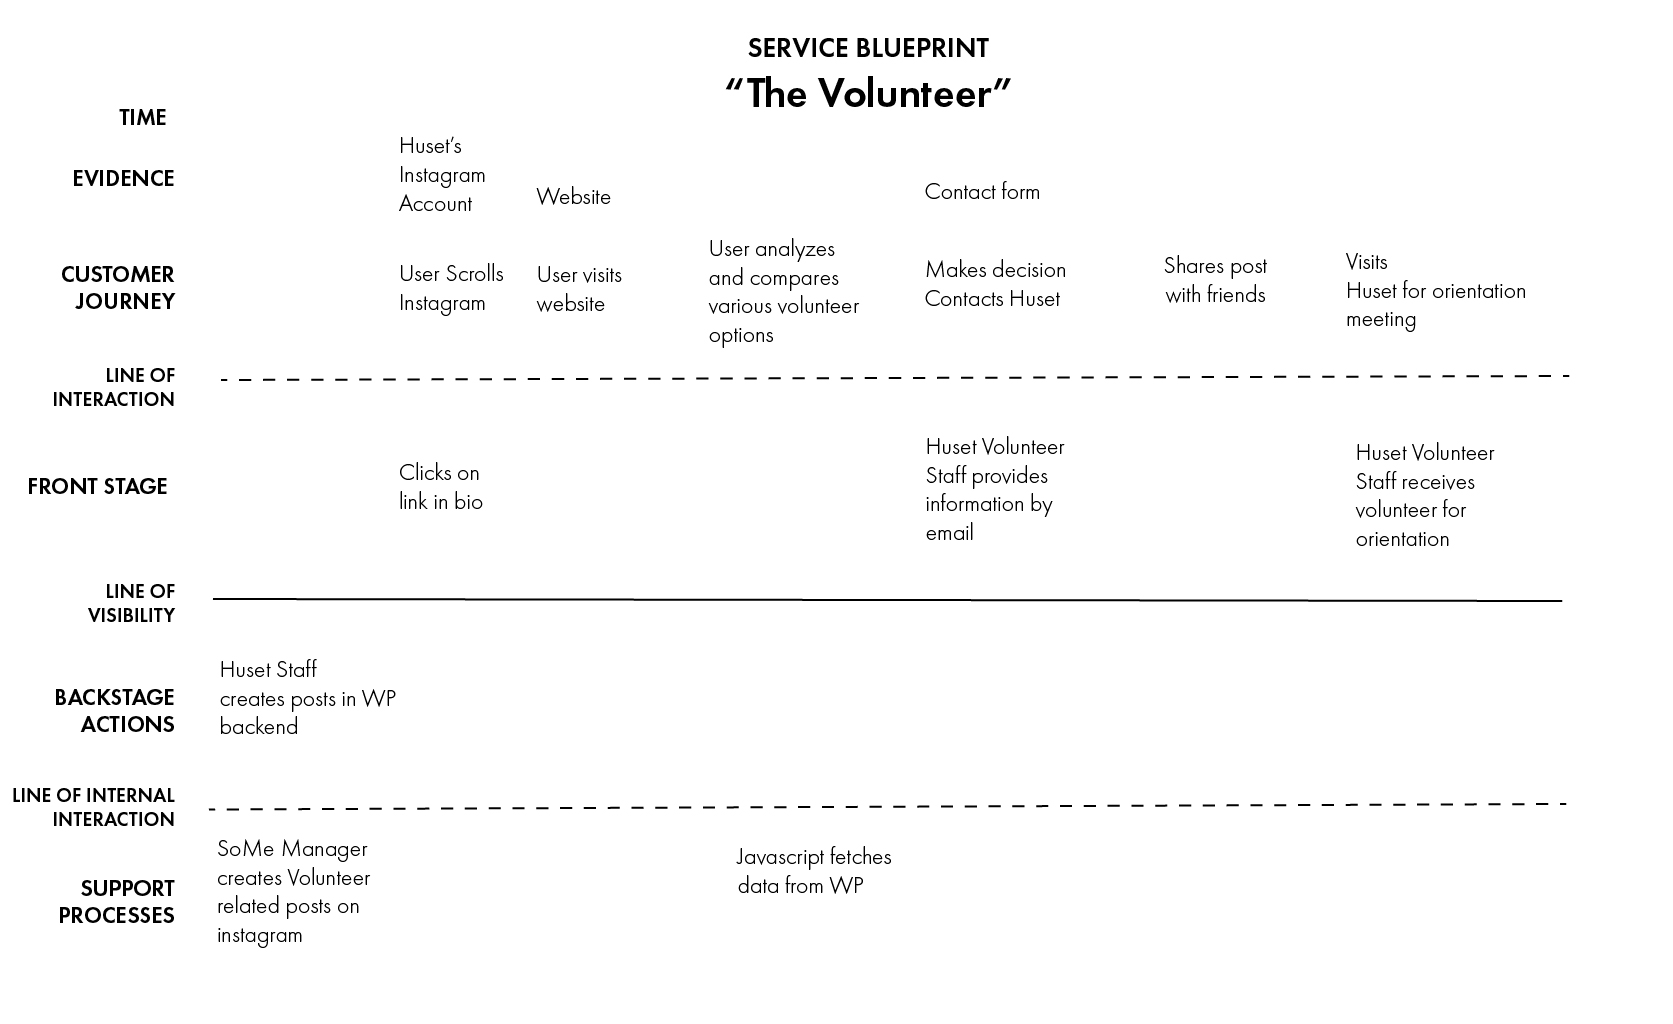 SERVICE BLUEPRINT
“The Volunteer”
TIME
EVIDENCE
Huset’s
Instagram
Account
Website
Contact form
CUSTOMER
JOURNEY
User Scrolls
Instagram
User visits
website
User analyzes
and compares
various volunteer
options
Makes decision
Contacts Huset
Shares post
with friends
Visits
Huset for orientation
meeting
LINE OF
INTERACTION
FRONT STAGE
Clicks on
link in bio
Huset Volunteer
Staff provides
information by
email
Huset Volunteer
Staff receives
volunteer for
orientation
LINE OF
VISIBILITY
BACKSTAGE
ACTIONS
Huset Staff
creates posts in WP
backend
LINE OF INTERNAL
INTERACTION
SUPPORT
PROCESSES
SoMe Manager
creates Volunteer
related posts on
instagram
Javascript fetches
data from WP